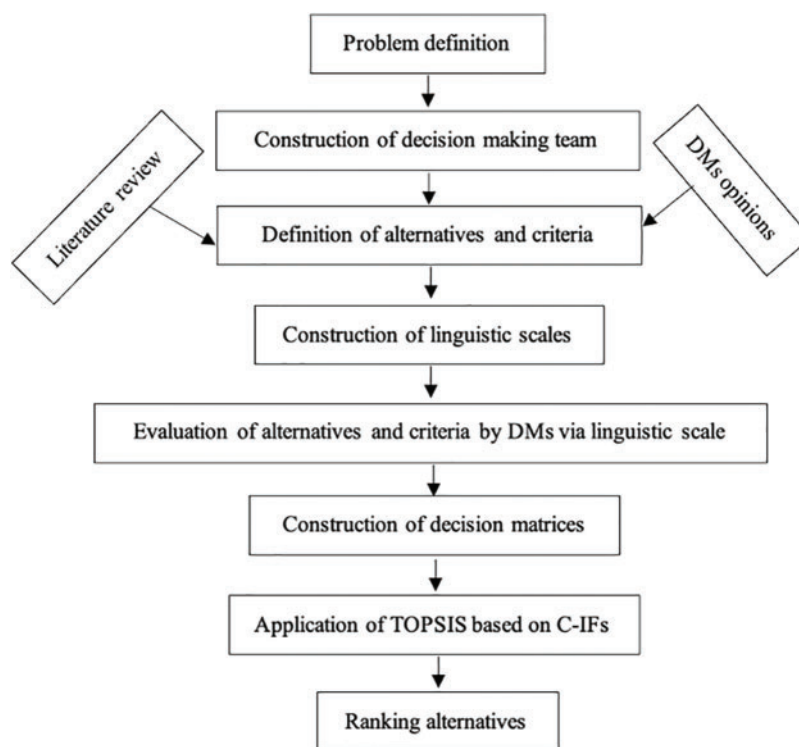 Problem definition
Construction of decision making team
Literature review
DMs opinions
Definition of alternatives and criteria
Construction of linguistic scales
Evaluation of alternatives and criteria by DMs via linguistic scale
Construction of decision matrices
Application of TOPSIS based on C-IFs
Ranking alternatives